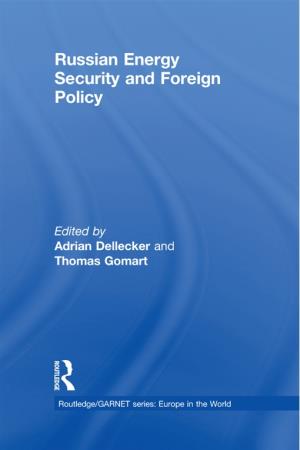 Russian Energy
Security and Foreign
Policy
Edited by
Adrian Dellecker and
Thomas Gomart
ROUTLEDGE
Routledge/GARNET series: Europe in the World